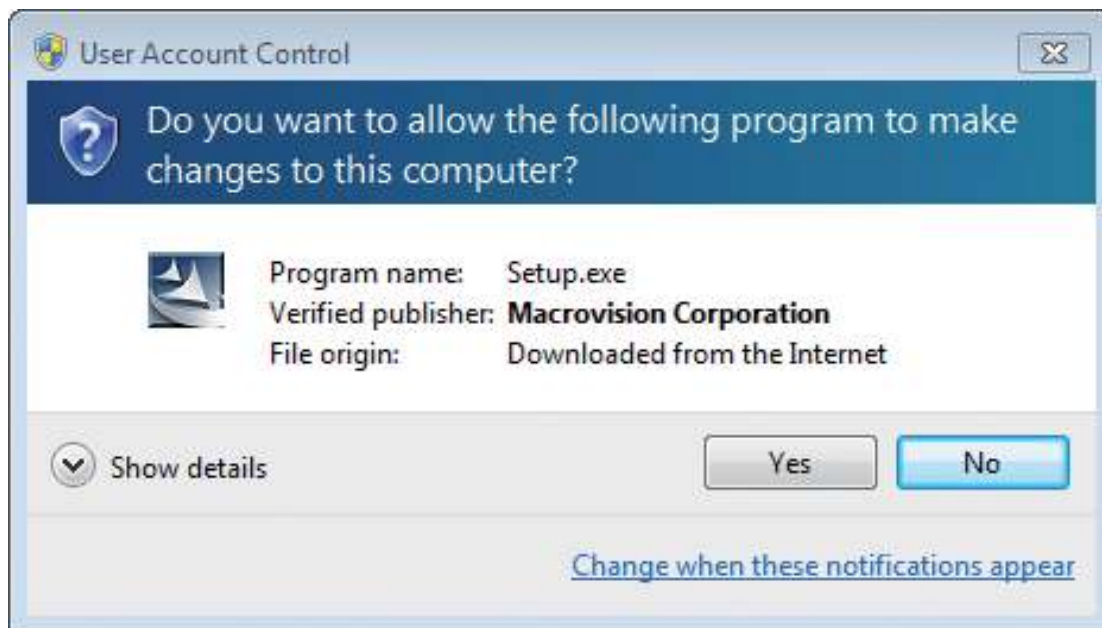 User Account Control
Do you want to allow the following program to make
changes to this computer?
Program name: Setup.exe
Verified publisher: Macrovision Corporation
File origin: Downloaded from the Internet
Show details
Yes
No
Change when these notifications appear